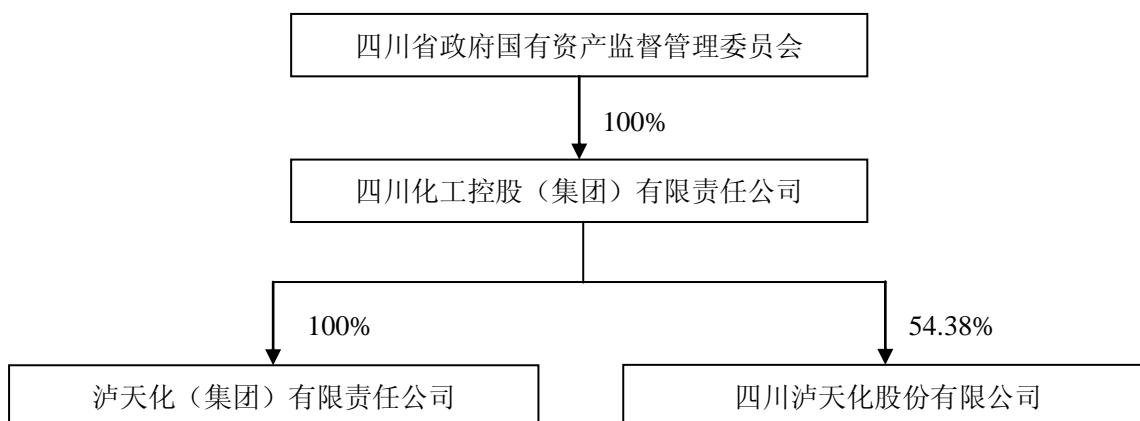 四川省政府国有资产监督管理委员会
100%
四川化工控股（集团）有限责任公司
100%
54.38%
泸天化（集团）有限责任公司
四川泸天化股份有限公司